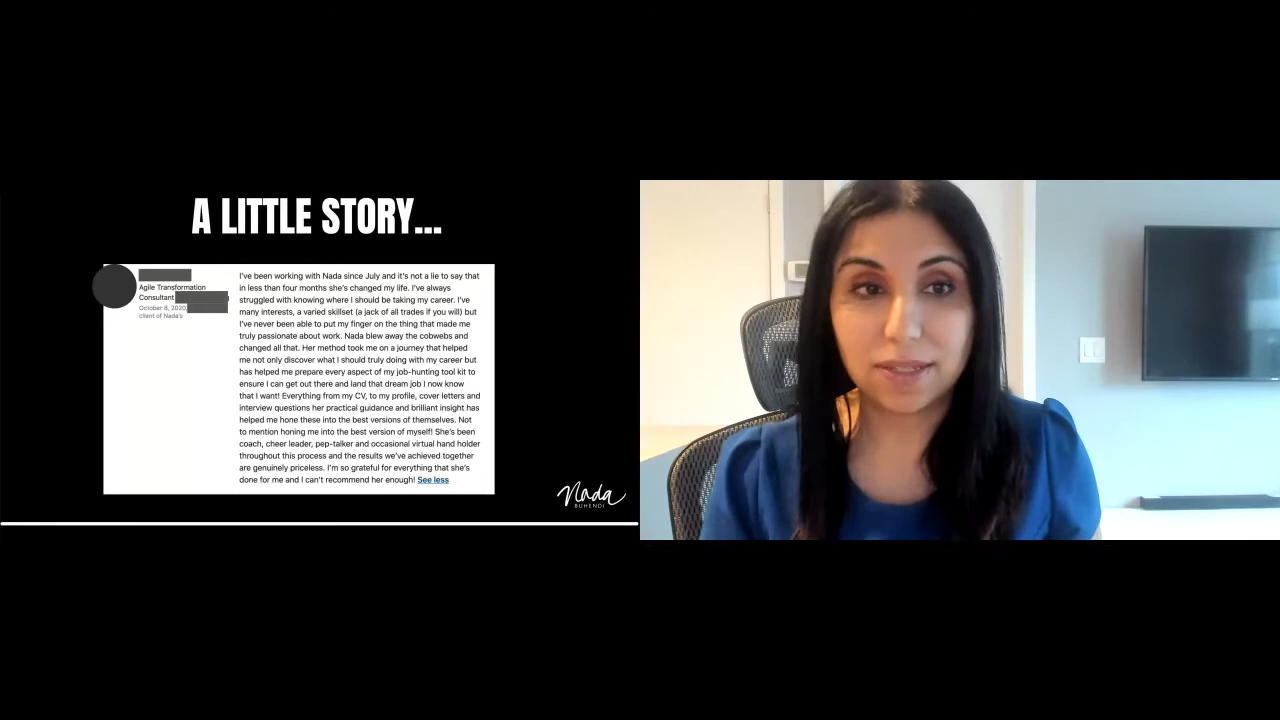 A LITTLE STORY...
Agile Transformation
Consultant
October 8, 2020,
client of Nada's
I've been working with Nada since July and it's not a lie to say that
in less than four months she's changed my life. I've always
struggled with knowing where I should be taking my career. I've
many interests, a varied skillset (a jack of all trades if you will) but
I've never been able to put my finger on the thing that made me
truly passionate about work. Nada blew away the cobwebs and
changed all that. Her method took me on a journey that helped
me not only discover what I should truly doing with my career but
has helped me prepare every aspect of my job-hunting tool kit to
ensure I can get out there and land that dream job I now know
that I want! Everything from my CV, to my profile, cover letters and
interview questions her practical guidance and brilliant insight has
helped me hone these into the best versions of themselves. Not
to mention honing me into the best version of myself! She's been
coach, cheer leader, pep-talker and occasional virtual hand holder
throughout this process and the results we've achieved together
are genuinely priceless. I'm so grateful for everything that she's
done for me and I can't recommend her enough! See less
Nada
BUHENDI